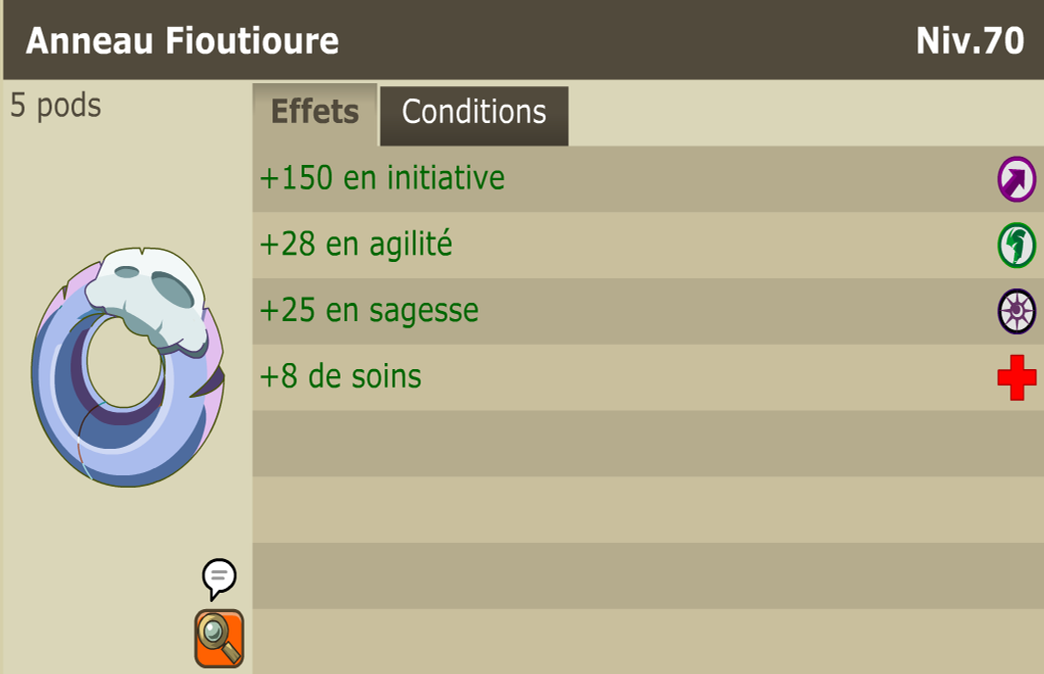 Anneau Fioutioure
Niv.70
5 pods
Effets
Conditions
+150 en initiative
+28 en agilité
+25 en sagesse
+8 de soins